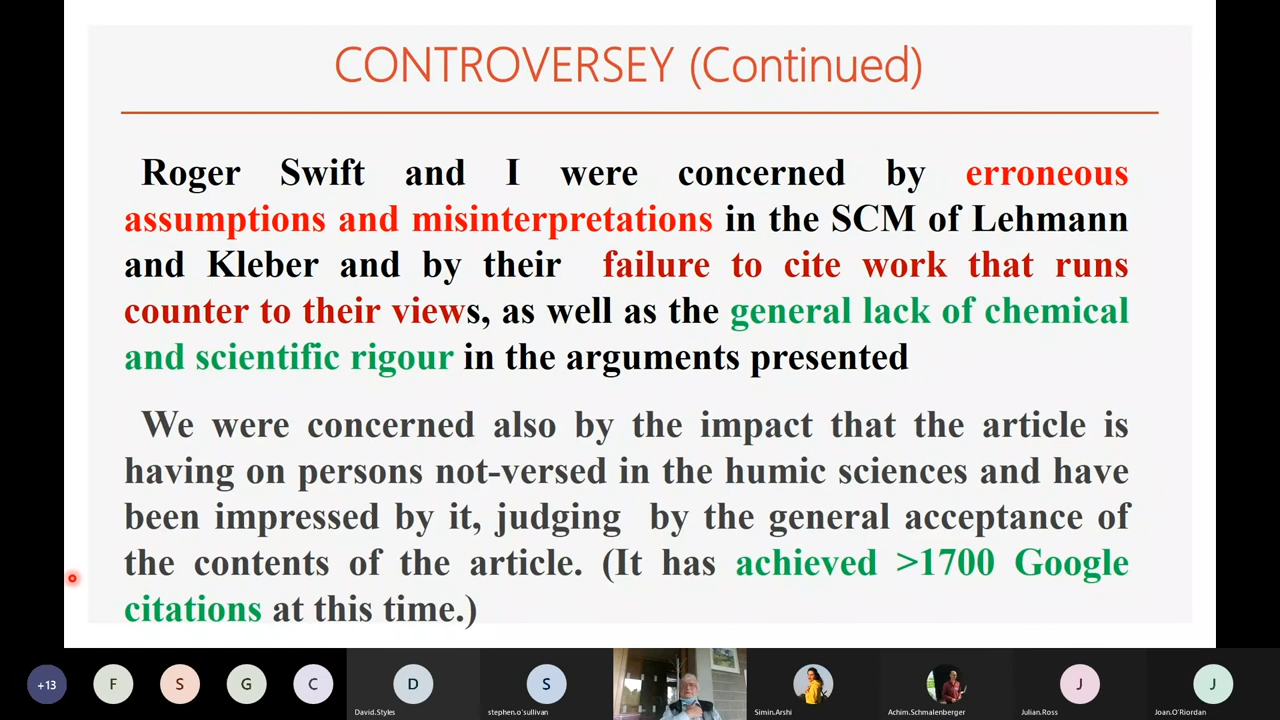 CONTROVERSEY (Continued)
Roger Swift and I were concerned by erroneous
assumptions and misinterpretations in the SCM of Lehmann
and Kleber and by their failure to cite work that runs
counter to their views, as well as the general lack of chemical
and scientific rigour in the arguments presented
We were concerned also by the impact that the article is
having on persons not-versed in the humic sciences and have
been impressed by it, judging by the general acceptance of
the contents of the article. (It has achieved >1700 Google
citations at this time.)
+13 F S G C D S J J
David.Styles stephen.o'sullivan Simin.Arshi Achim.Schmalenberger Julian.Ross Joan.O'Riordan